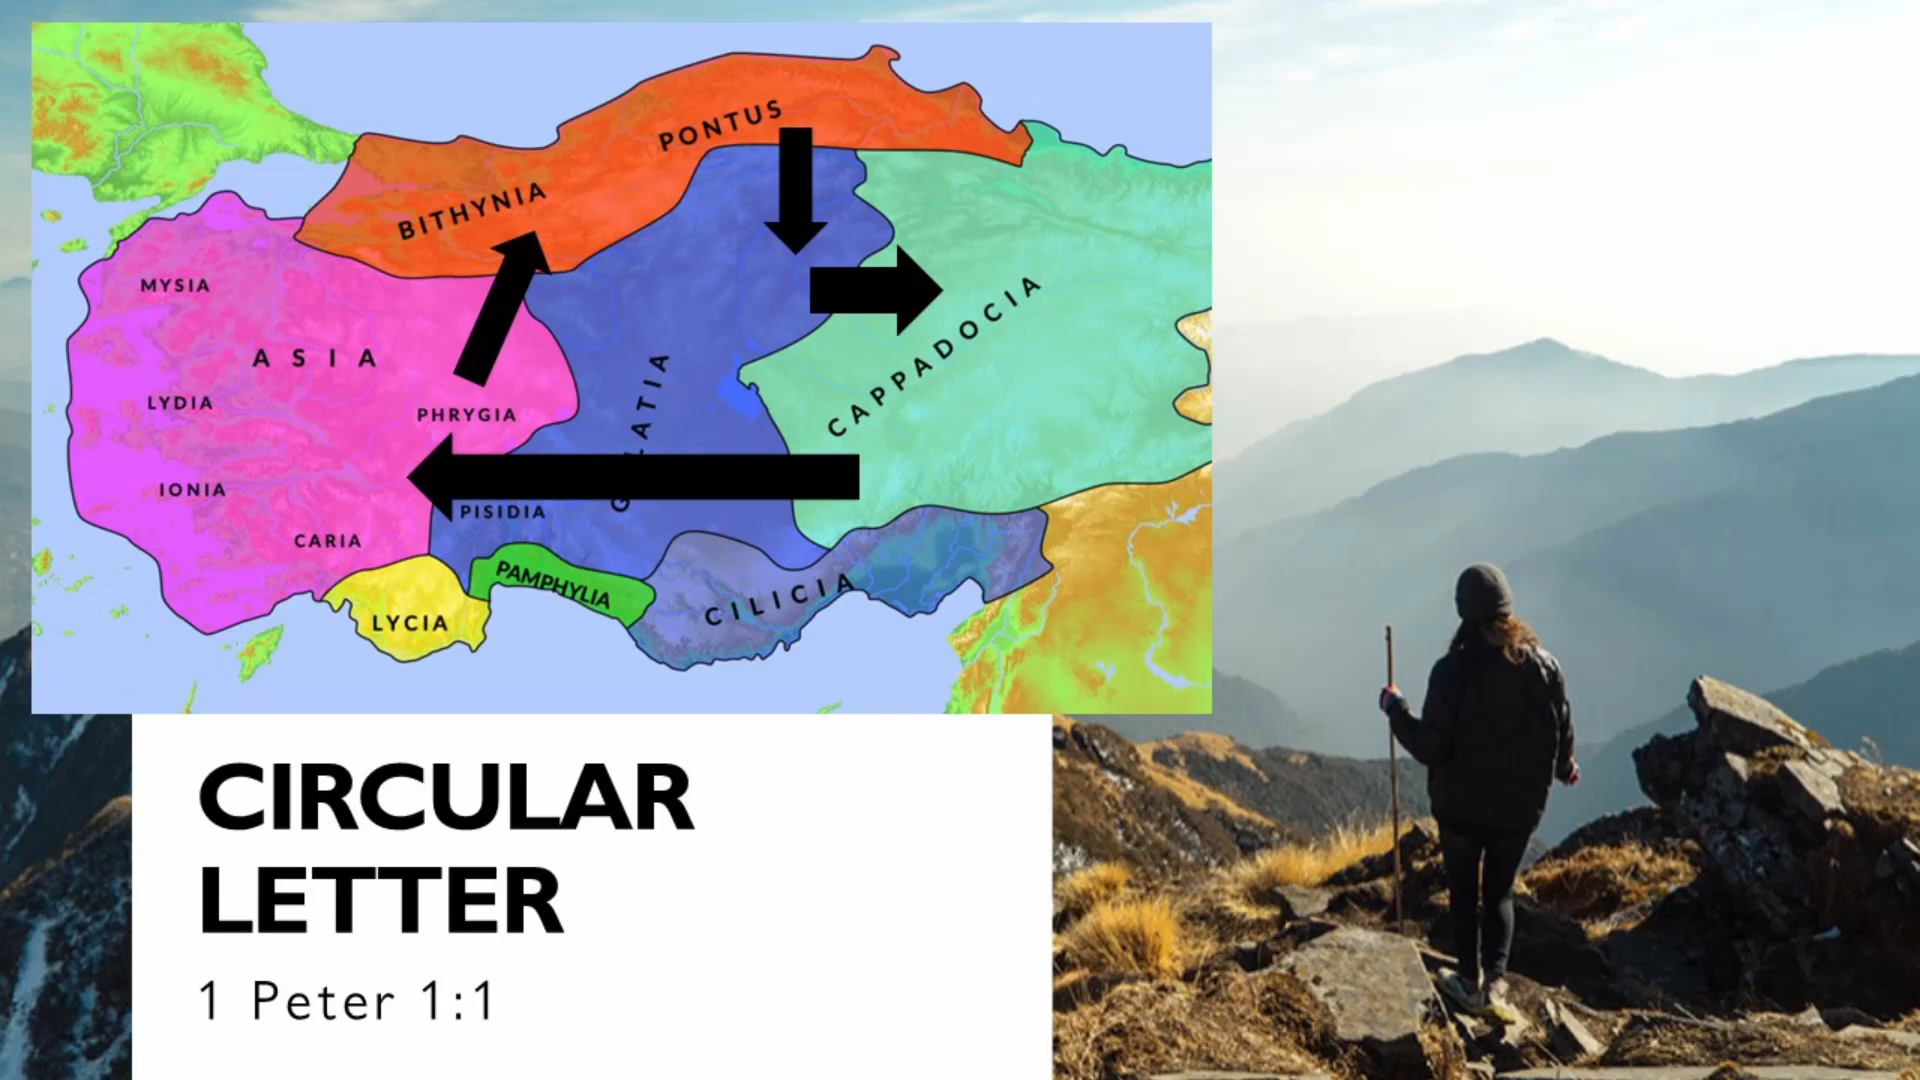 PONTUS
BITHYNIA
MYSIA
ASIA
CAPPADOCIA
LYDIA
PHRYGIA
IONIA
PISIDIA
CARIA
PAMPHYLIA
CILICIA
LYCIA
CIRCULAR
LETTER
1 Peter 1:1